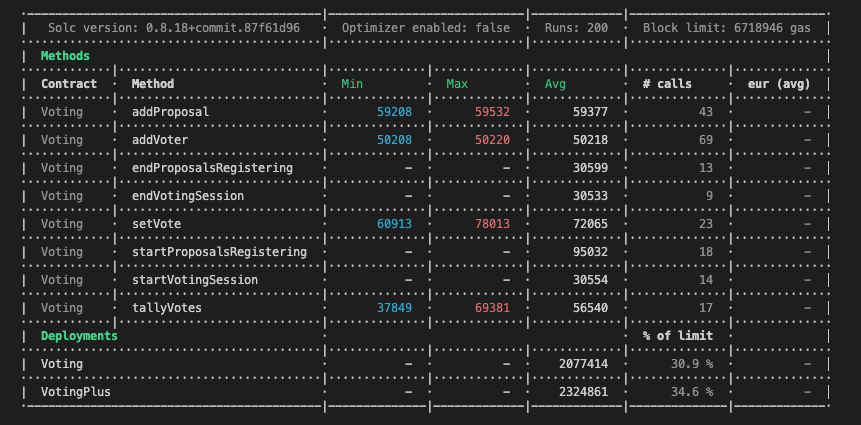 Solc version: 0.8.18+commit.87f61d96 · Optimizer enabled: false · Runs: 200 · Block limit: 6718946 gas
Methods
Contract · Method · Min · Max · Avg · # calls · eur (avg)
Voting · addProposal · 59208 · 59532 · 59377 · 43 · -
Voting · addVoter · 50208 · 50220 · 50218 · 69 · -
Voting · endProposalsRegistering · - · - · 30599 · 13 · -
Voting · endVotingSession · - · - · 30533 · 9 · -
Voting · setVote · 60913 · 78013 · 72065 · 23 · -
Voting · startProposalsRegistering · - · - · 95032 · 18 · -
Voting · startVotingSession · - · - · 30554 · 14 · -
Voting · tallyVotes · 37849 · 69381 · 56540 · 17 · -
Deployments · % of limit
Voting · - · - · 2077414 · 30.9 % · -
VotingPlus · - · - · 2324861 · 34.6 % · -